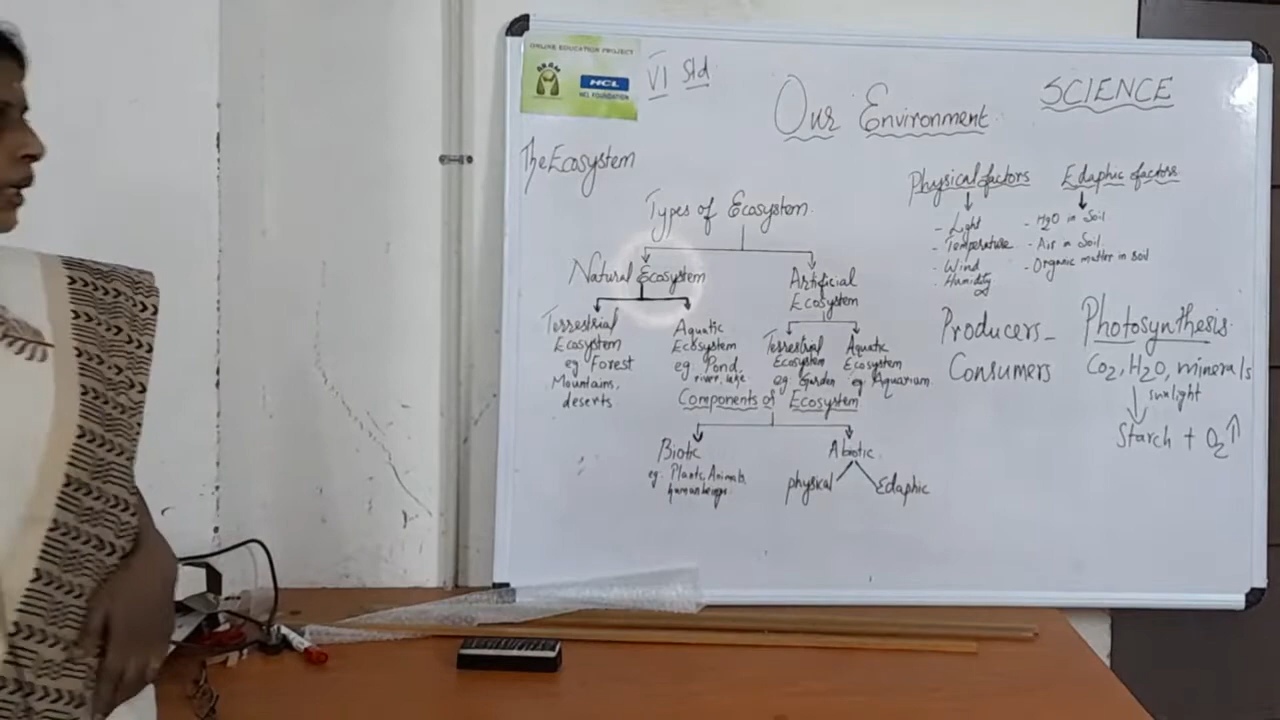 ONLINE EDUCATION PROJECT
HCL
HCL FOUNDATION
VI Std
Our Environment
SCIENCE
The Ecosystem
Types of Ecosystem
Natural Ecosystem
Terrestrial
Ecosystem
eg Forest
Mountains,
deserts
Aquatic
Ecosystem
eg. Pond,
river, lake
Artificial
Ecosystem
Terrestrial
Ecosystem
eg. Garden
Aquatic
Ecosystem
eg. Aquarium
Components of Ecosystem
Biotic
eg. Plants, Animals,
human beings
Abiotic
physical
Edaphic
Physical factors
- Light
- Temperature
- Wind
- Humidity
Edaphic factors
- H2O in Soil
- Air in Soil
- Organic matter in soil
Producers-
Consumers
Photosynthesis
Co2, H2O, minerals
sunlight
Starch + O2↑